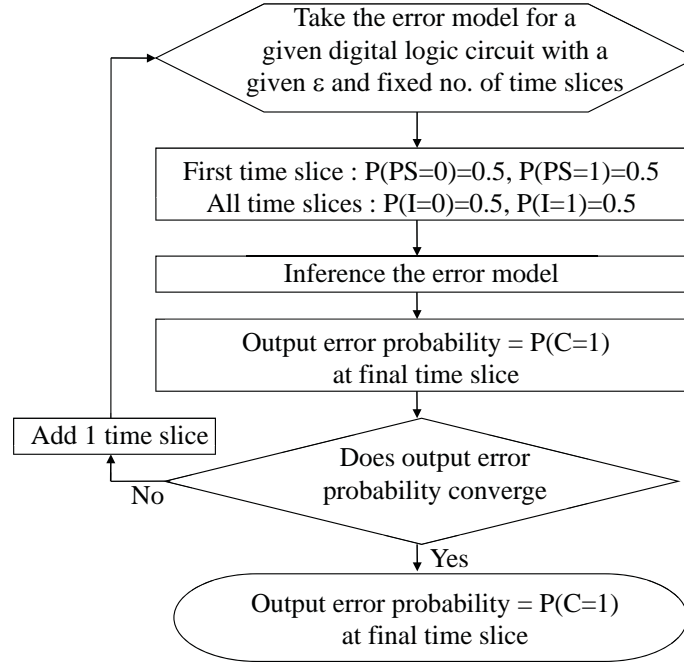 Take the error model for a
given digital logic circuit with a
given ε and fixed no. of time slices
First time slice : P(PS=0)=0.5, P(PS=1)=0.5
All time slices : P(I=0)=0.5, P(I=1)=0.5
Inference the error model
Output error probability = P(C=1)
at final time slice
Add 1 time slice
Does output error
probability converge
No
Yes
Output error probability = P(C=1)
at final time slice